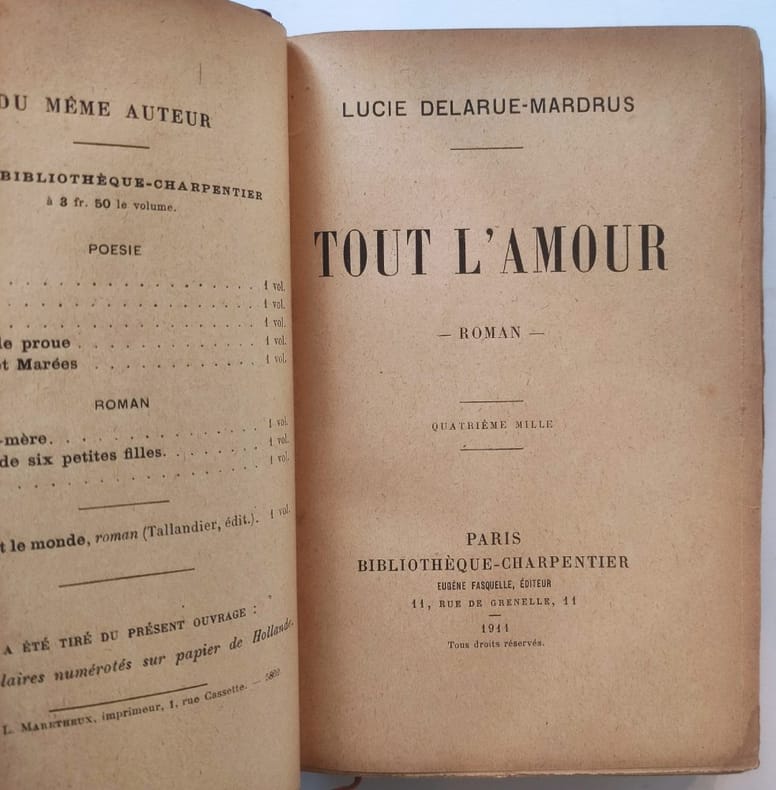 DU MÊME AUTEUR
BIBLIOTHÈQUE-CHARPENTIER
à 3 fr. 50 le volume.
POESIE
1 vol.
1 vol.
1 vol.
de proue . . . . . . . . . . . . . 1 vol.
et Marées . . . . . . . . . . . . 1 vol.
ROMAN
-mère. . . . . . . . . . . . . . . 1 vol.
de six petites filles. . . . . . . . 1 vol.
1 vol.
t le monde, roman (Tallandier, édit.). 1 vol.
A ÉTÉ TIRÉ DU PRÉSENT OUVRAGE :
laires numérotés sur papier de Hollande.
L. MARETHEUX, imprimeur, 1, rue Cassette. —
LUCIE DELARUE-MARDRUS
TOUT L'AMOUR
— ROMAN —
QUATRIÈME MILLE
PARIS
BIBLIOTHÈQUE-CHARPENTIER
EUGÈNE FASQUELLE, ÉDITEUR
11, RUE DE GRENELLE, 11
1911
Tous droits réservés.